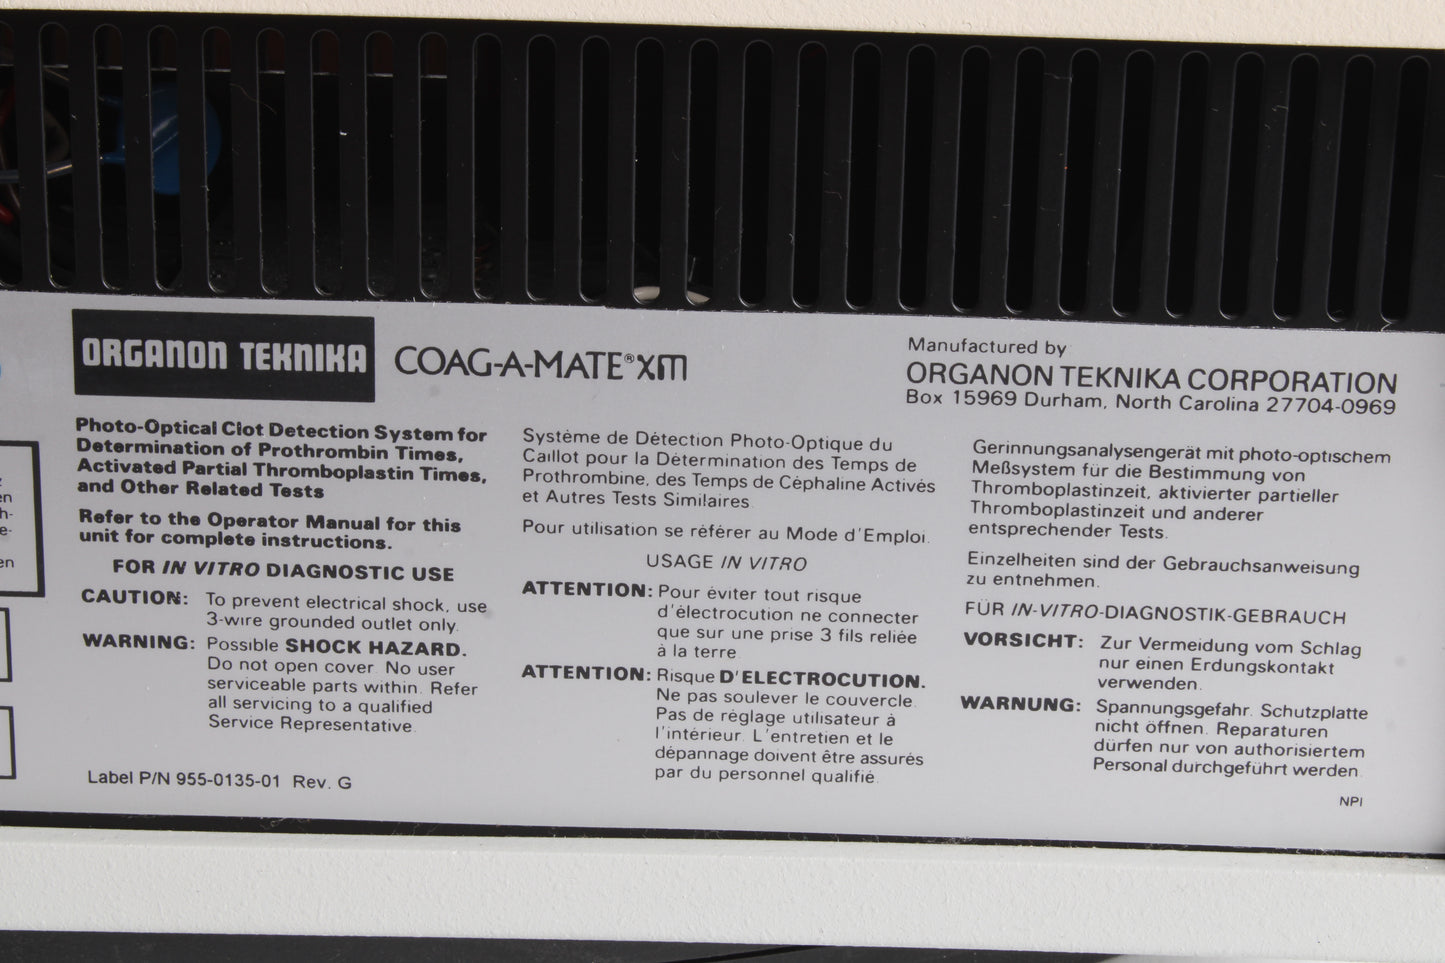 ORGANON TEKNIKA COAG-A-MATE® XM
Manufactured by
ORGANON TEKNIKA CORPORATION
Box 15969 Durham, North Carolina 27704-0969
Photo-Optical Clot Detection System for
Determination of Prothrombin Times,
Activated Partial Thromboplastin Times,
and Other Related Tests
Refer to the Operator Manual for this
unit for complete instructions.
FOR IN VITRO DIAGNOSTIC USE
CAUTION: To prevent electrical shock, use
3-wire grounded outlet only.
WARNING: Possible SHOCK HAZARD.
Do not open cover. No user
serviceable parts within. Refer
all servicing to a qualified
Service Representative.
Label P/N 955-0135-01 Rev. G
Système de Détection Photo-Optique du
Caillot pour la Détermination des Temps de
Prothrombine, des Temps de Céphaline Activés
et Autres Tests Similaires.
Pour utilisation se référer au Mode d'Emploi.
USAGE IN VITRO
ATTENTION: Pour éviter tout risque
d'électrocution ne connecter
que sur une prise 3 fils reliée
à la terre.
ATTENTION: Risque D'ELECTROCUTION.
Ne pas soulever le couvercle.
Pas de réglage utilisateur à
l'intérieur. L'entretien et le
dépannage doivent être assurés
par du personnel qualifié.
Gerinnungsanalysengerät mit photo-optischem
Meßsystem für die Bestimmung von
Thromboplastinzeit, aktivierter partieller
Thromboplastinzeit und anderer
entsprechender Tests.
Einzelheiten sind der Gebrauchsanweisung
zu entnehmen.
FÜR IN-VITRO-DIAGNOSTIK-GEBRAUCH
VORSICHT: Zur Vermeidung vom Schlag
nur einen Erdungskontakt
verwenden.
WARNUNG: Spannungsgefahr. Schutzplatte
nicht öffnen. Reparaturen
dürfen nur von authorisiertem
Personal durchgeführt werden.
NPI